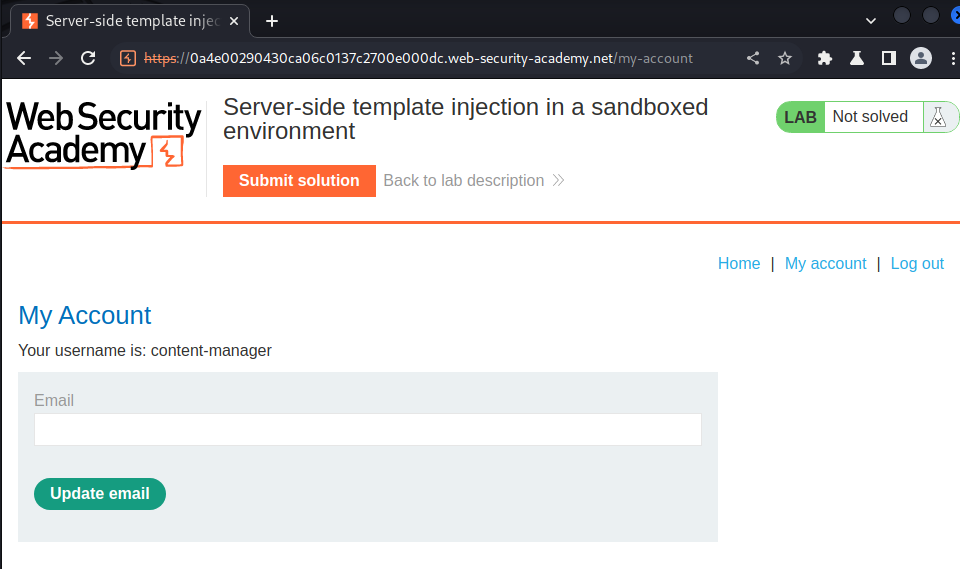 Server-side template injec
https://0a4e00290430ca06c0137c2700e000dc.web-security-academy.net/my-account
Web Security
Academy
Server-side template injection in a sandboxed
environment
LAB Not solved
Submit solution Back to lab description
Home | My account | Log out
My Account
Your username is: content-manager
Email
Update email